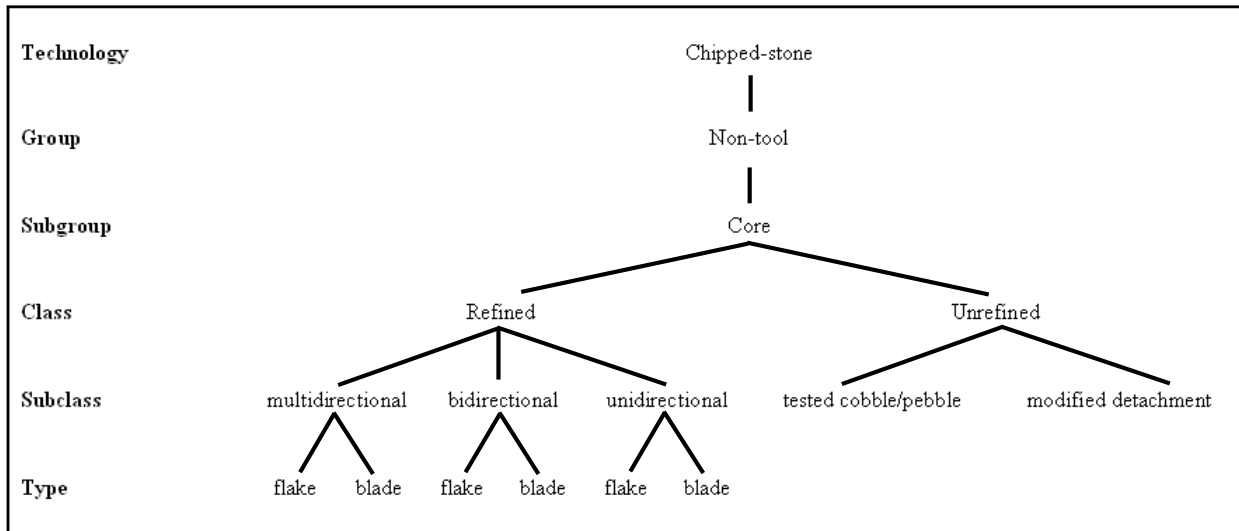 Technology Chipped-stone
Group Non-tool
Subgroup Core
Class Refined Unrefined
Subclass multidirectional bidirectional unidirectional tested cobble/pebble modified detachment
Type flake blade flake blade flake blade